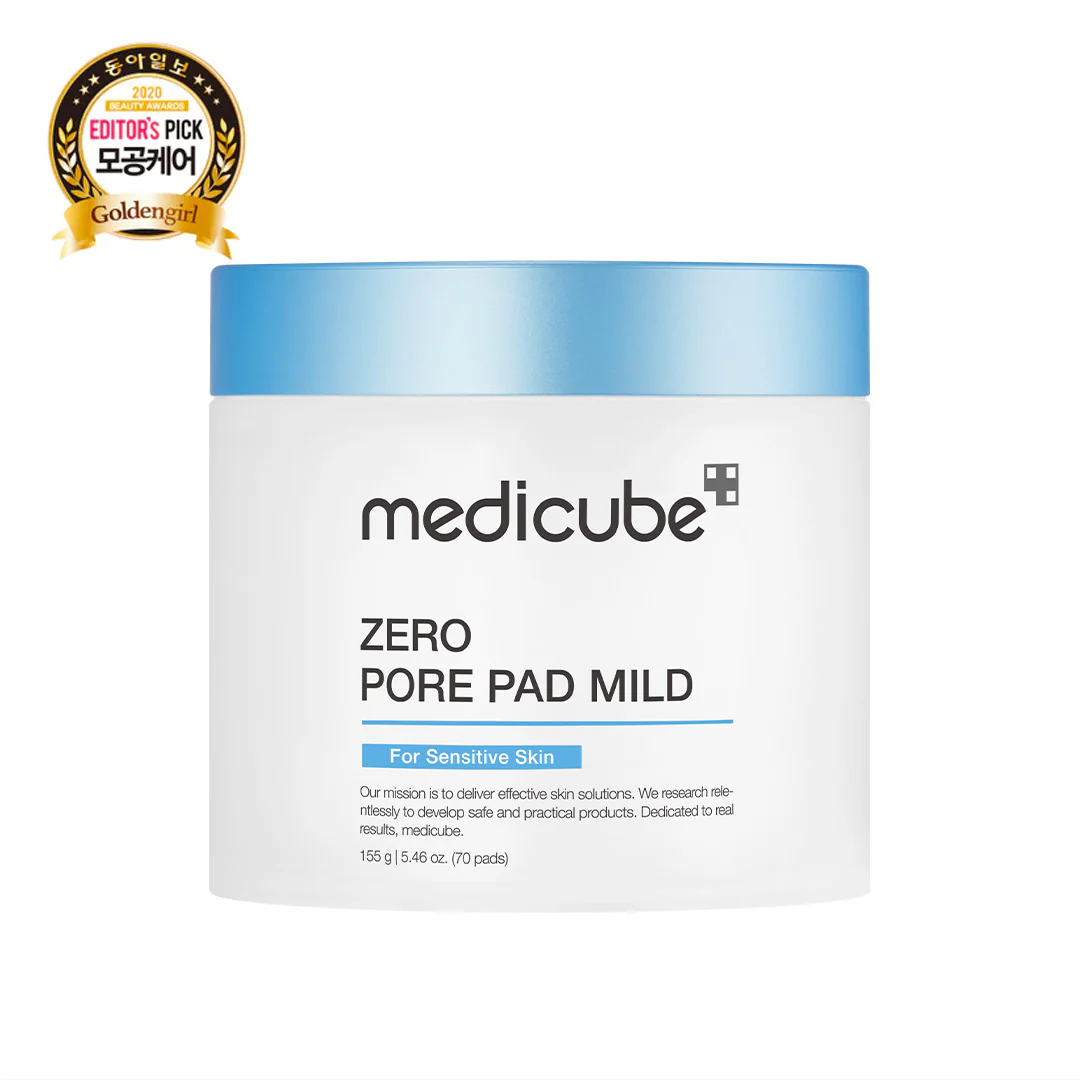 동아일보
2020
BEAUTY AWARDS
EDITOR's PICK
모공케어
Goldengirl
medicube
ZERO
PORE PAD MILD
For Sensitive Skin
Our mission is to deliver effective skin solutions. We research rele-
ntlessly to develop safe and practical products. Dedicated to real
results, medicube.
155 g | 5.46 oz. (70 pads)